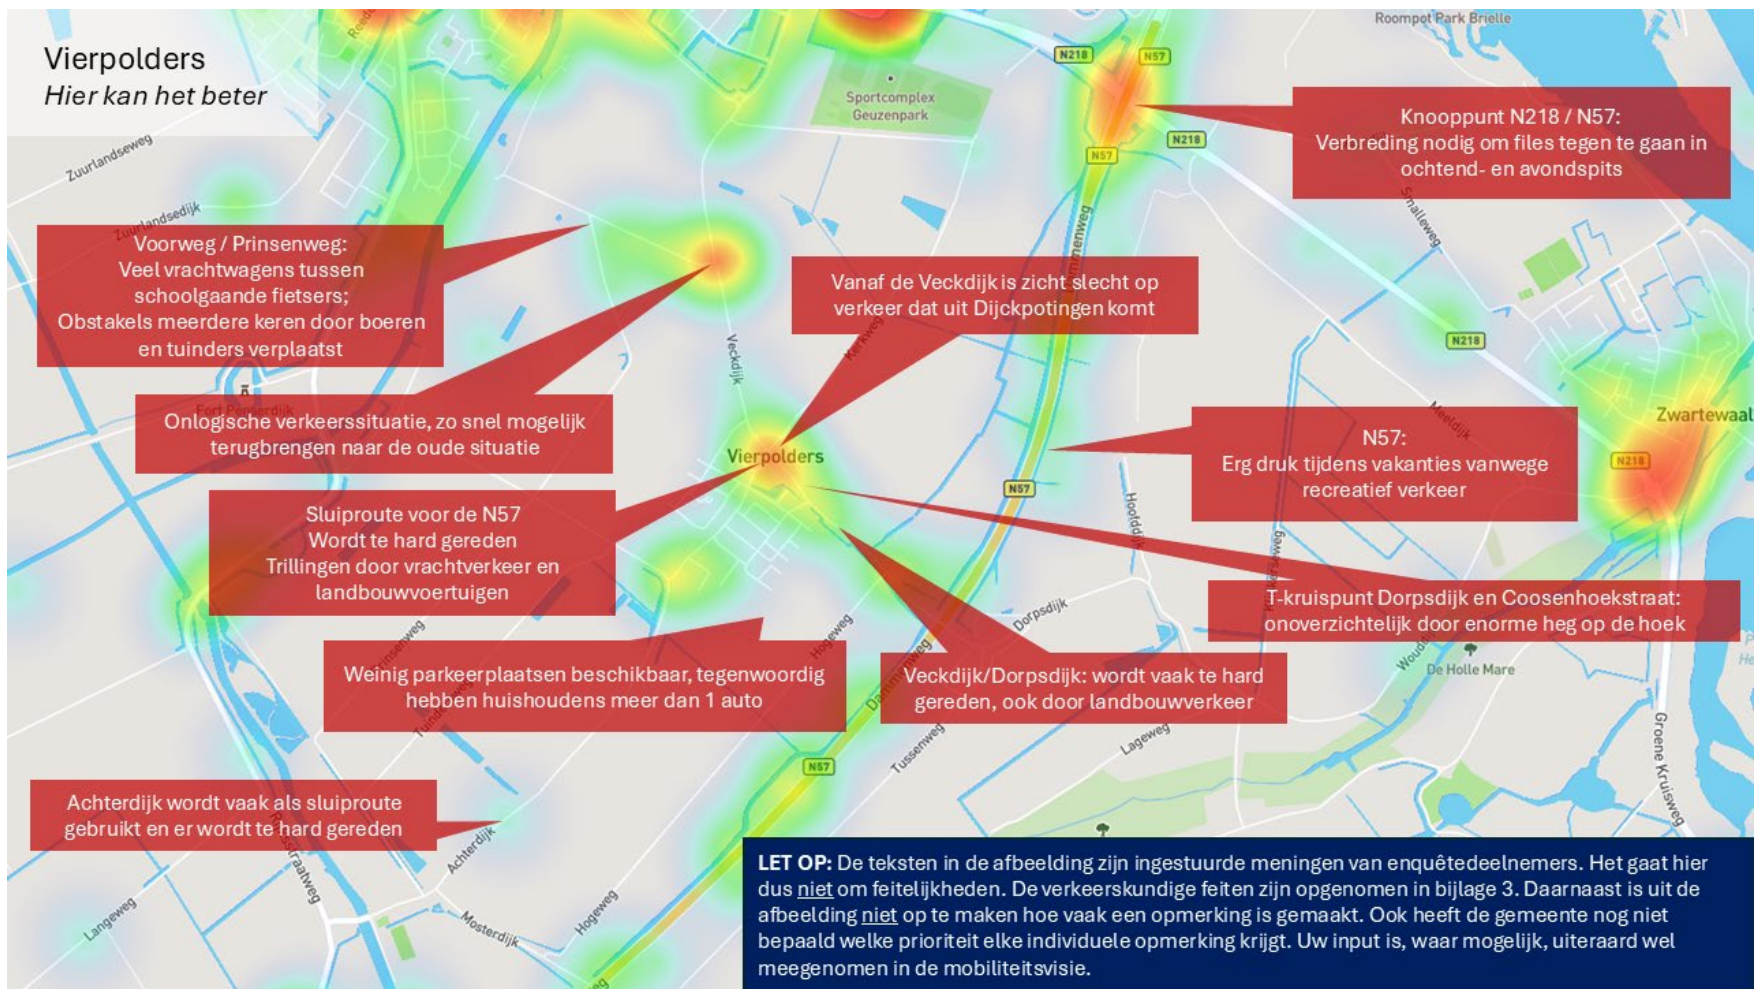 Vierpolders
Hier kan het beter
Roompot Park Brielle
N218
N57
Sportcomplex
Geuzenpark
Knooppunt N218 / N57:
Verbreding nodig om files tegen te gaan in
ochtend- en avondspits
N57
N218
Zuurlandseweg
Zuurlandsedijk
Smalleweg
Voorweg / Prinsenweg:
Veel vrachtwagens tussen
schoolgaande fietsers;
Obstakels meerdere keren door boeren
en tuinders verplaatst
Vanaf de Veckdijk is zicht slecht op
verkeer dat uit Dijckpotingen komt
Kerkweg
Veckdijk
N218
Fort Penserdijk
Onlogische verkeerssituatie, zo snel mogelijk
terugbrengen naar de oude situatie
Meeldijk
Zwartewaal
Vierpolders
N57:
Erg druk tijdens vakanties vanwege
recreatief verkeer
N218
N57
Hoofddijk
Sluiproute voor de N57
Wordt te hard gereden
Trillingen door vrachtverkeer en
landbouwvoertuigen
T-kruispunt Dorpsdijk en Coosenhoekstraat:
onoverzichtelijk door enorme heg op de hoek
Dorpsdijk
Hogeweg
Prinsenweg
De Holle Mare
Weinig parkeerplaatsen beschikbaar, tegenwoordig
hebben huishoudens meer dan 1 auto
Veckdijk/Dorpsdijk: wordt vaak te hard
gereden, ook door landbouwverkeer
Dammenweg
Tussenweg
Lageweg
Groene Kruisweg
N57
Achterdijk wordt vaak als sluiproute
gebruikt en er wordt te hard gereden
Achterdijk
Rijksstraatweg
Langeweg
Mosterdijk
Hogeweg
LET OP: De teksten in de afbeelding zijn ingestuurde meningen van enquêtedeelnemers. Het gaat hier
dus niet om feitelijkheden. De verkeerskundige feiten zijn opgenomen in bijlage 3. Daarnaast is uit de
afbeelding niet op te maken hoe vaak een opmerking is gemaakt. Ook heeft de gemeente nog niet
bepaald welke prioriteit elke individuele opmerking krijgt. Uw input is, waar mogelijk, uiteraard wel
meegenomen in de mobiliteitsvisie.